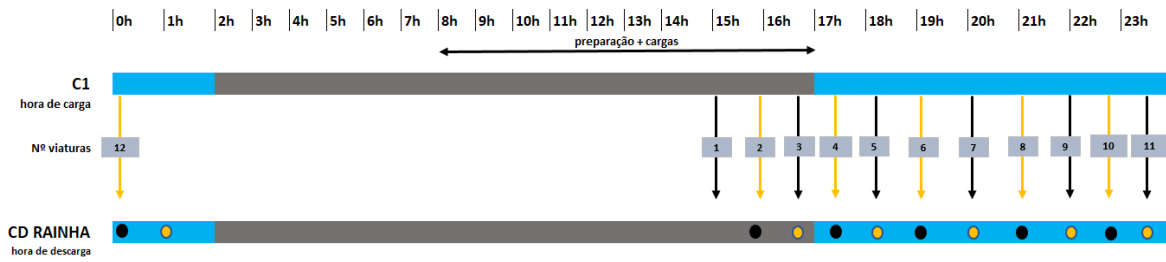 0h 1h 2h 3h 4h 5h 6h 7h 8h 9h 10h 11h 12h 13h 14h 15h 16h 17h 18h 19h 20h 21h 22h 23h
preparação + cargas
C1
hora de carga
Nº viaturas 12 1 2 3 4 5 6 7 8 9 10 11
CD RAINHA
hora de descarga